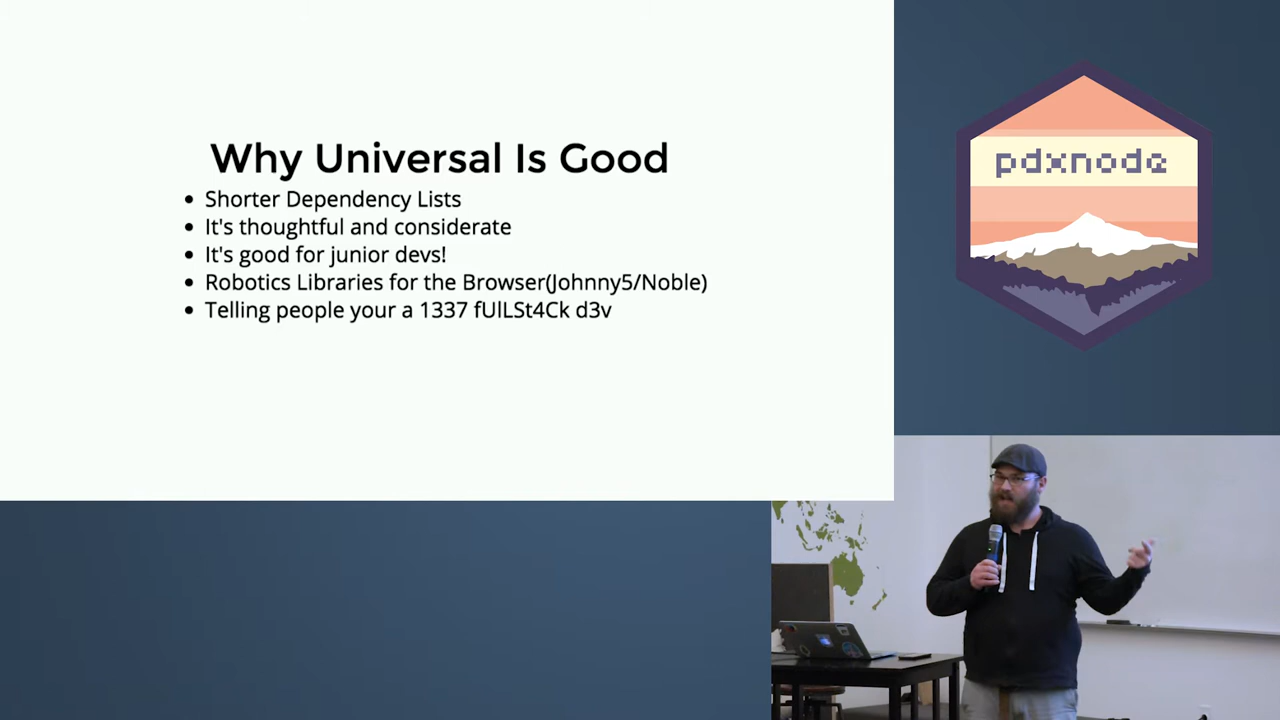 Why Universal Is Good
Shorter Dependency Lists
It's thoughtful and considerate
It's good for junior devs!
Robotics Libraries for the Browser(Johnny5/Noble)
Telling people your a 1337 fUlLSt4Ck d3v
pdxnode